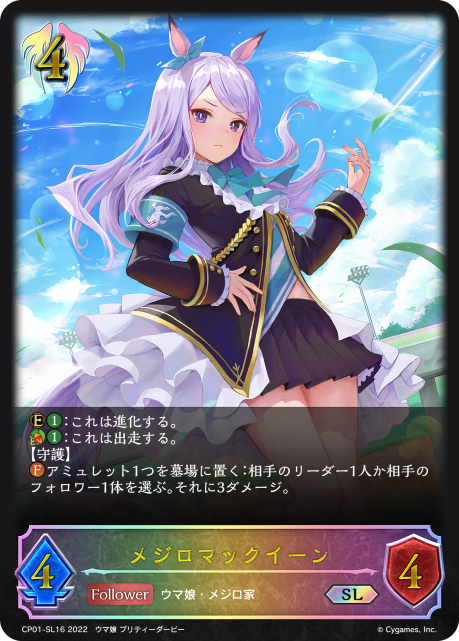 4
E 1：これは進化する。
1：これは出走する。
【守護】
F アミュレット1つを墓場に置く：相手のリーダー1人か相手の
フォロワー1体を選ぶ。それに3ダメージ。
メジロマックイーン
4
Follower ウマ娘・メジロ家
SL
4
CP01-SL16 2022 ウマ娘 プリティーダービー
© Cygames, Inc.